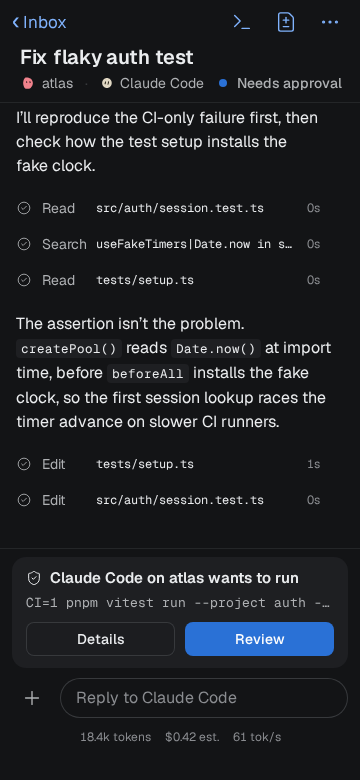 Inbox
Fix flaky auth test
atlas · Claude Code Needs approval
I’ll reproduce the CI-only failure first, then
check how the test setup installs the
fake clock.
Read src/auth/session.test.ts 0s
Search useFakeTimers|Date.now in s… 0s
Read tests/setup.ts 0s
The assertion isn’t the problem.
createPool() reads Date.now() at import
time, before beforeAll installs the fake
clock, so the first session lookup races the
timer advance on slower CI runners.
Edit tests/setup.ts 1s
Edit src/auth/session.test.ts 0s
Claude Code on atlas wants to run
CI=1 pnpm vitest run --project auth -…
Details Review
Reply to Claude Code
18.4k tokens $0.42 est. 61 tok/s